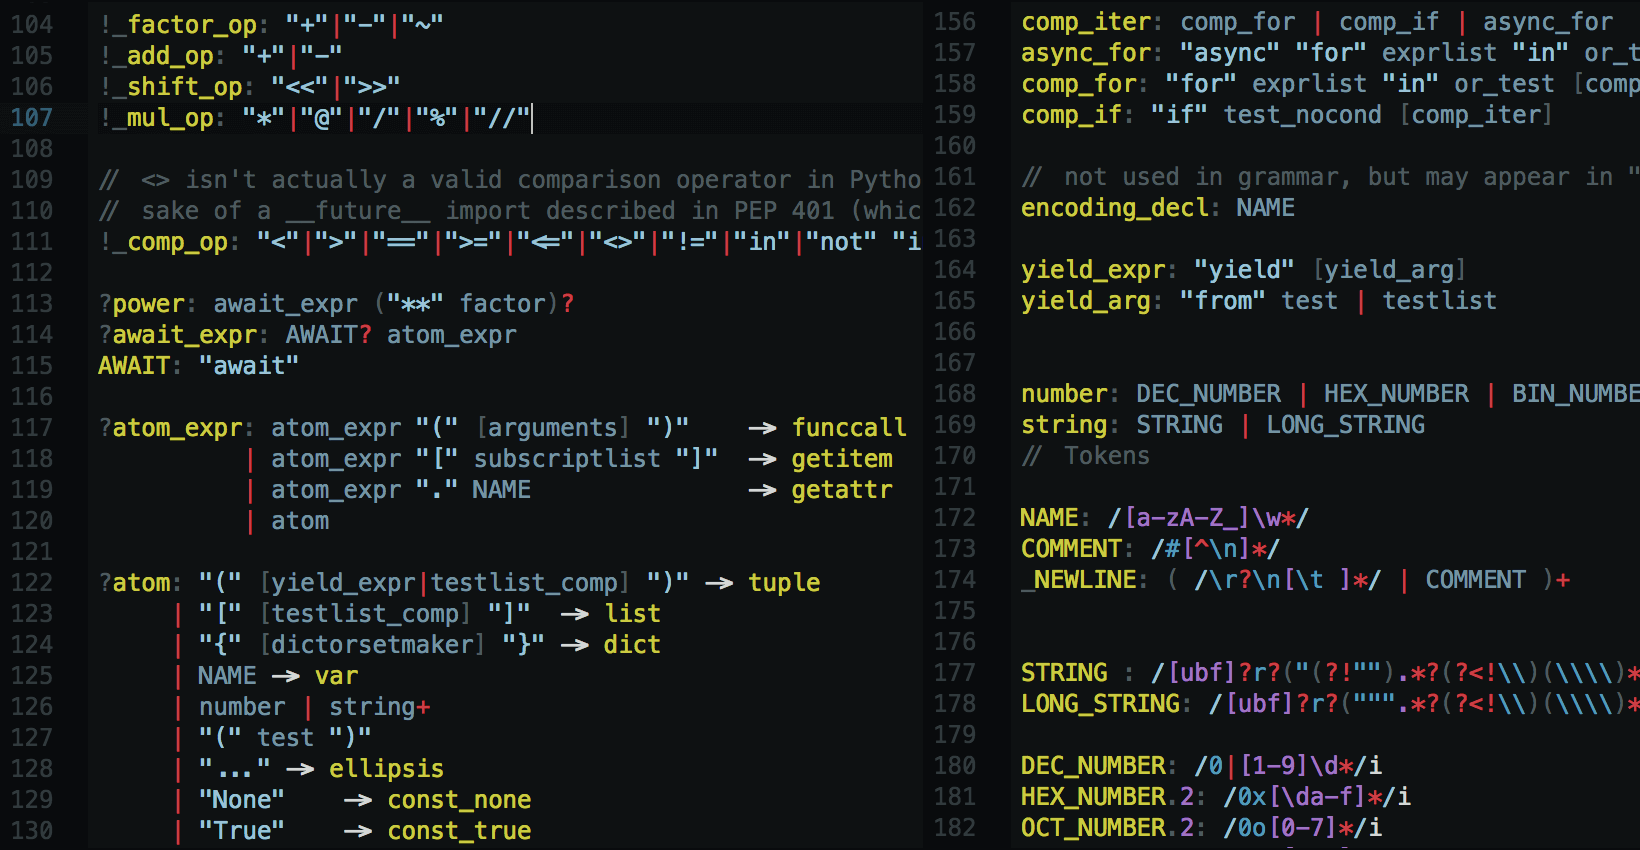 104 !_factor_op: "+"|"-"|"~"
105 !_add_op: "+"|"-"
106 !_shift_op: "<<"|">>"
107 !_mul_op: "*"|"@"|"/"|"%"|"//"
108
109 // <> isn't actually a valid comparison operator in Pytho
110 // sake of a __future__ import described in PEP 401 (whic
111 !_comp_op: "<"|">"|"=="|">="|"<="|"<>"|"!="|"in"|"not" "i
112
113 ?power: await_expr ("**" factor)?
114 ?await_expr: AWAIT? atom_expr
115 AWAIT: "await"
116
117 ?atom_expr: atom_expr "(" [arguments] ")"    -> funccall
118           | atom_expr "[" subscriptlist "]"  -> getitem
119           | atom_expr "." NAME               -> getattr
120           | atom
121
122 ?atom: "(" [yield_expr|testlist_comp] ")" -> tuple
123      | "[" [testlist_comp] "]"  -> list
124      | "{" [dictorsetmaker] "}" -> dict
125      | NAME -> var
126      | number | string+
127      | "(" test ")"
128      | "..." -> ellipsis
129      | "None"    -> const_none
130      | "True"    -> const_true
156 comp_iter: comp_for | comp_if | async_for
157 async_for: "async" "for" exprlist "in" or_t
158 comp_for: "for" exprlist "in" or_test [comp
159 comp_if: "if" test_nocond [comp_iter]
160
161 // not used in grammar, but may appear in "
162 encoding_decl: NAME
163
164 yield_expr: "yield" [yield_arg]
165 yield_arg: "from" test | testlist
166
167
168 number: DEC_NUMBER | HEX_NUMBER | BIN_NUMBE
169 string: STRING | LONG_STRING
170 // Tokens
171
172 NAME: /[a-zA-Z_]\w*/
173 COMMENT: /#[^\n]*/
174 _NEWLINE: ( /\r?\n[\t ]*/ | COMMENT )+
175
176
177 STRING : /[ubf]?r?("(?!"").*?(?<!\\)(\\\\)*
178 LONG_STRING: /[ubf]?r?(""".*?(?<!\\)(\\\\)*
179
180 DEC_NUMBER: /0|[1-9]\d*/i
181 HEX_NUMBER.2: /0x[\da-f]*/i
182 OCT_NUMBER.2: /0o[0-7]*/i